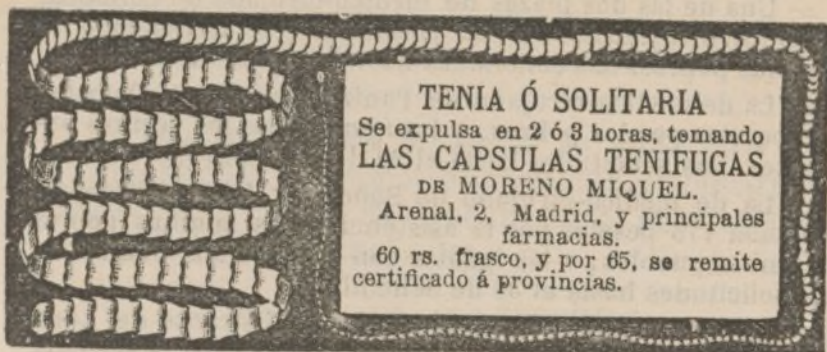 TENIA Ó SOLITARIA
Se expulsa en 2 ó 3 horas, tomando
LAS CAPSULAS TENIFUGAS
DE MORENO MIQUEL.
Arenal, 2, Madrid, y principales
farmacias.
60 rs. frasco, y por 65, se remite
certificado á provincias.